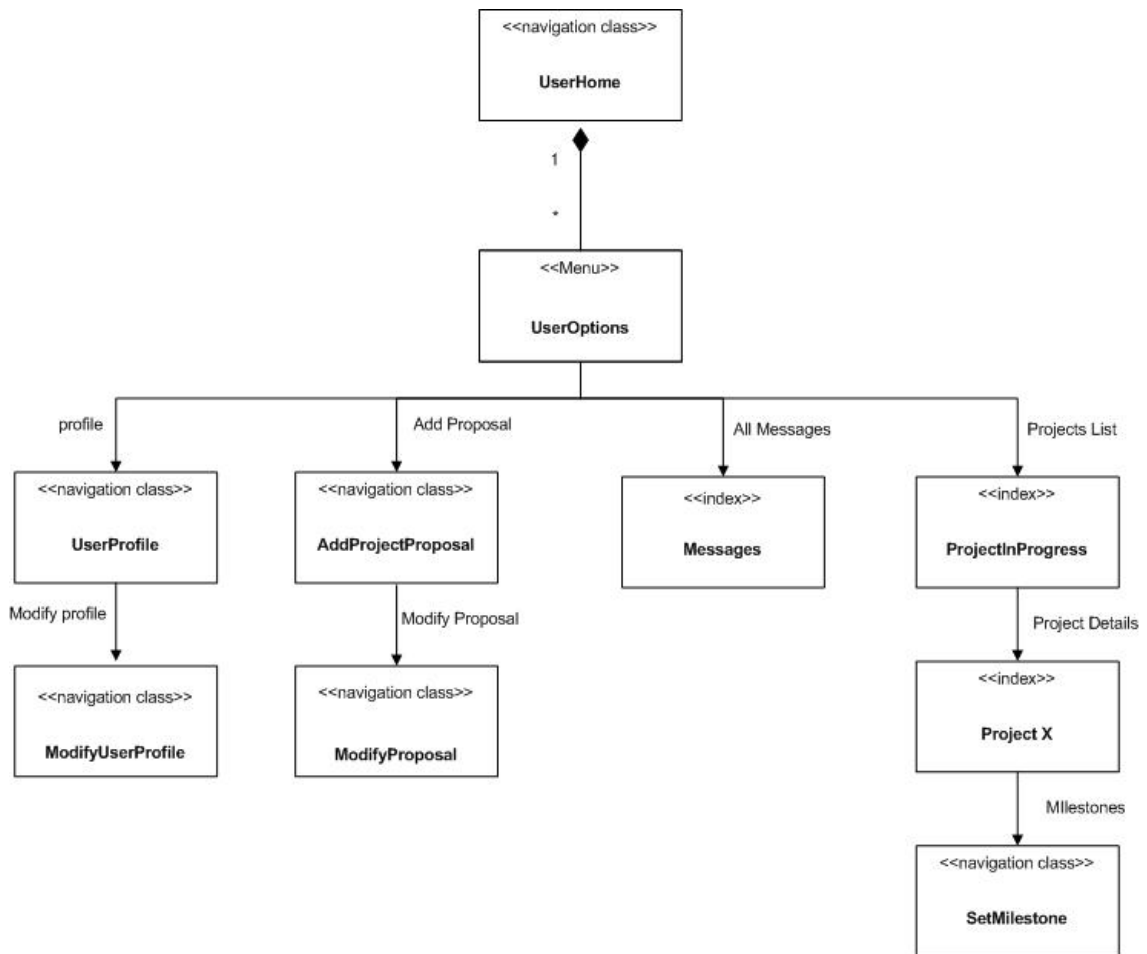 <<navigation class>>
UserHome
1
*
<<Menu>>
UserOptions
profile
Add Proposal
All Messages
Projects List
<<navigation class>>
UserProfile
<<navigation class>>
AddProjectProposal
<<index>>
Messages
<<index>>
ProjectInProgress
Modify profile
Modify Proposal
Project Details
<<navigation class>>
ModifyUserProfile
<<navigation class>>
ModifyProposal
<<index>>
Project X
MIlestones
<<navigation class>>
SetMilestone